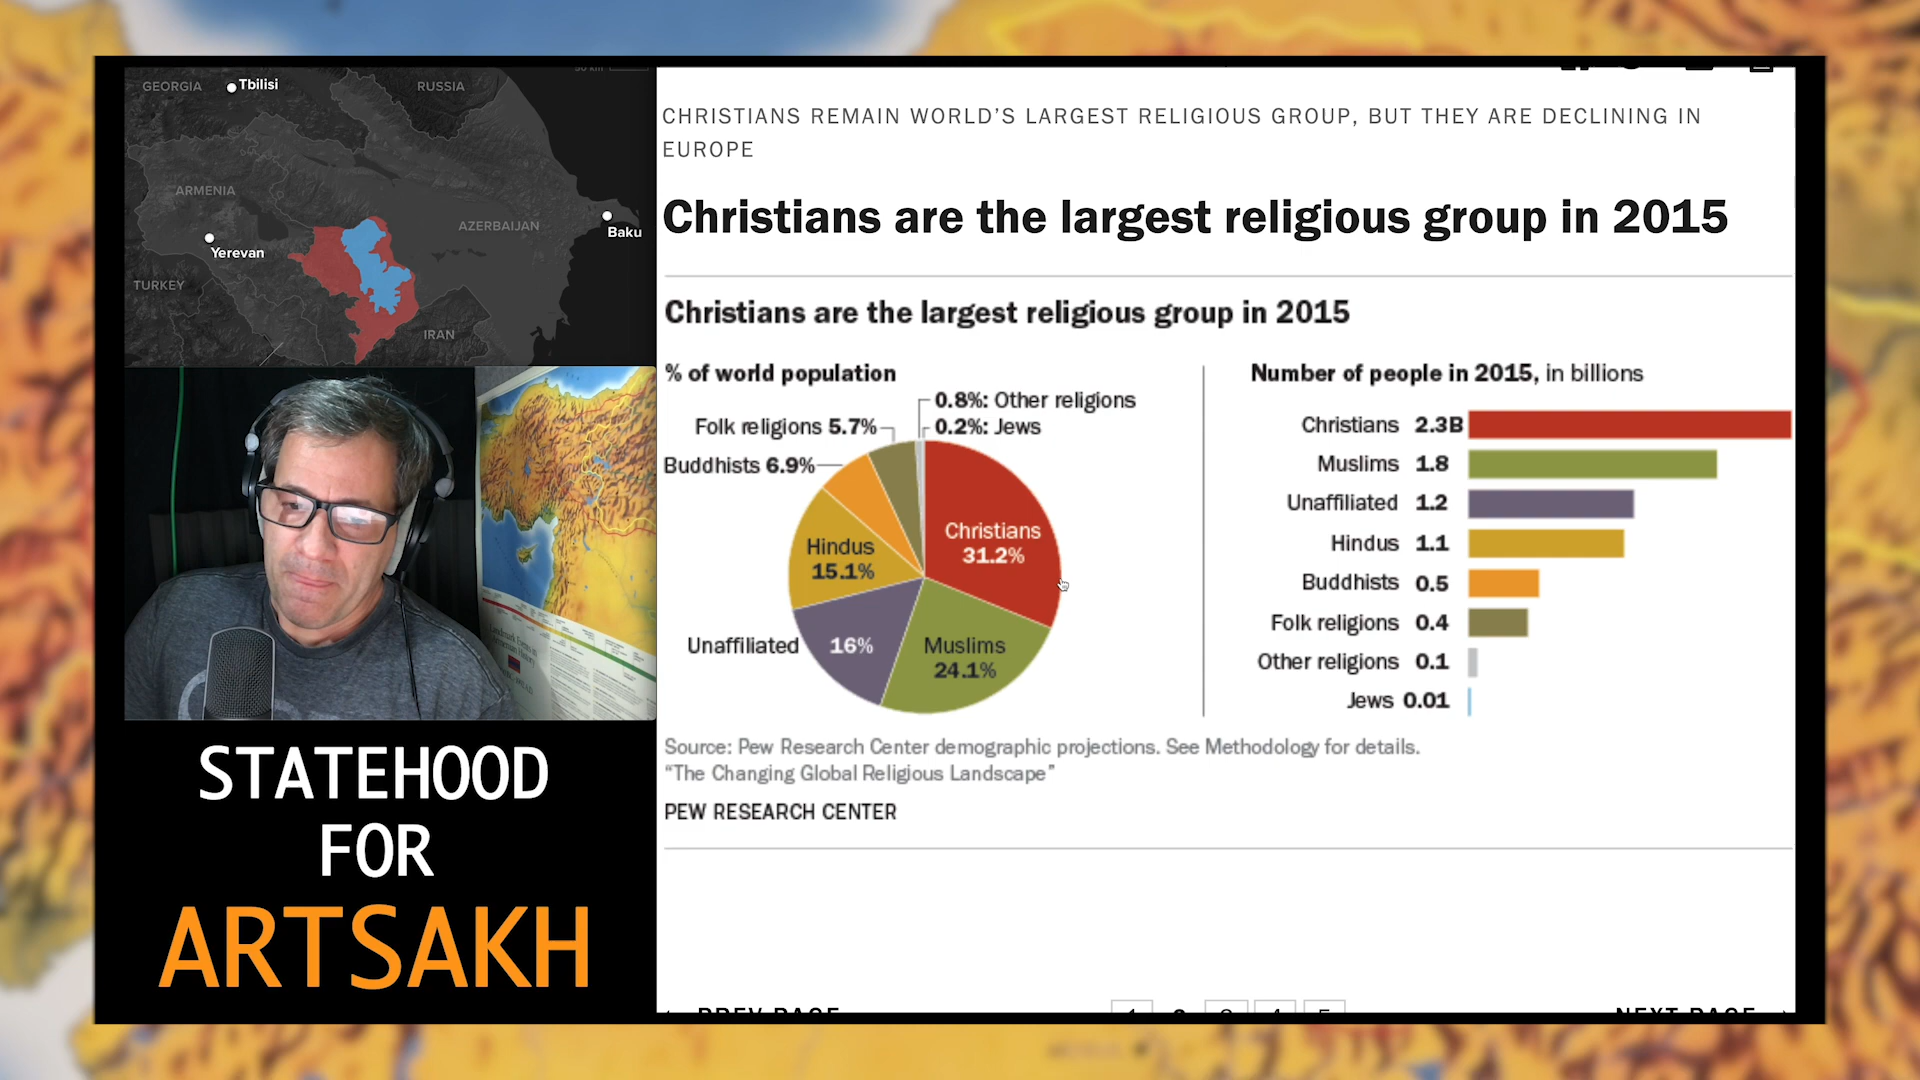 GEORGIA
Tbilisi
RUSSIA
ARMENIA
AZERBAIJAN
Baku
Yerevan
TURKEY
IRAN
STATEHOOD
FOR
ARTSAKH
CHRISTIANS REMAIN WORLD’S LARGEST RELIGIOUS GROUP, BUT THEY ARE DECLINING IN
EUROPE
Christians are the largest religious group in 2015
Christians are the largest religious group in 2015
% of world population
0.8%: Other religions
Folk religions 5.7%
0.2%: Jews
Buddhists 6.9%
Christians
31.2%
Hindus
15.1%
Unaffiliated 16%
Muslims
24.1%
Number of people in 2015, in billions
Christians 2.3B
Muslims 1.8
Unaffiliated 1.2
Hindus 1.1
Buddhists 0.5
Folk religions 0.4
Other religions 0.1
Jews 0.01
Source: Pew Research Center demographic projections. See Methodology for details.
“The Changing Global Religious Landscape”
PEW RESEARCH CENTER
PREV PAGE
NEXT PAGE